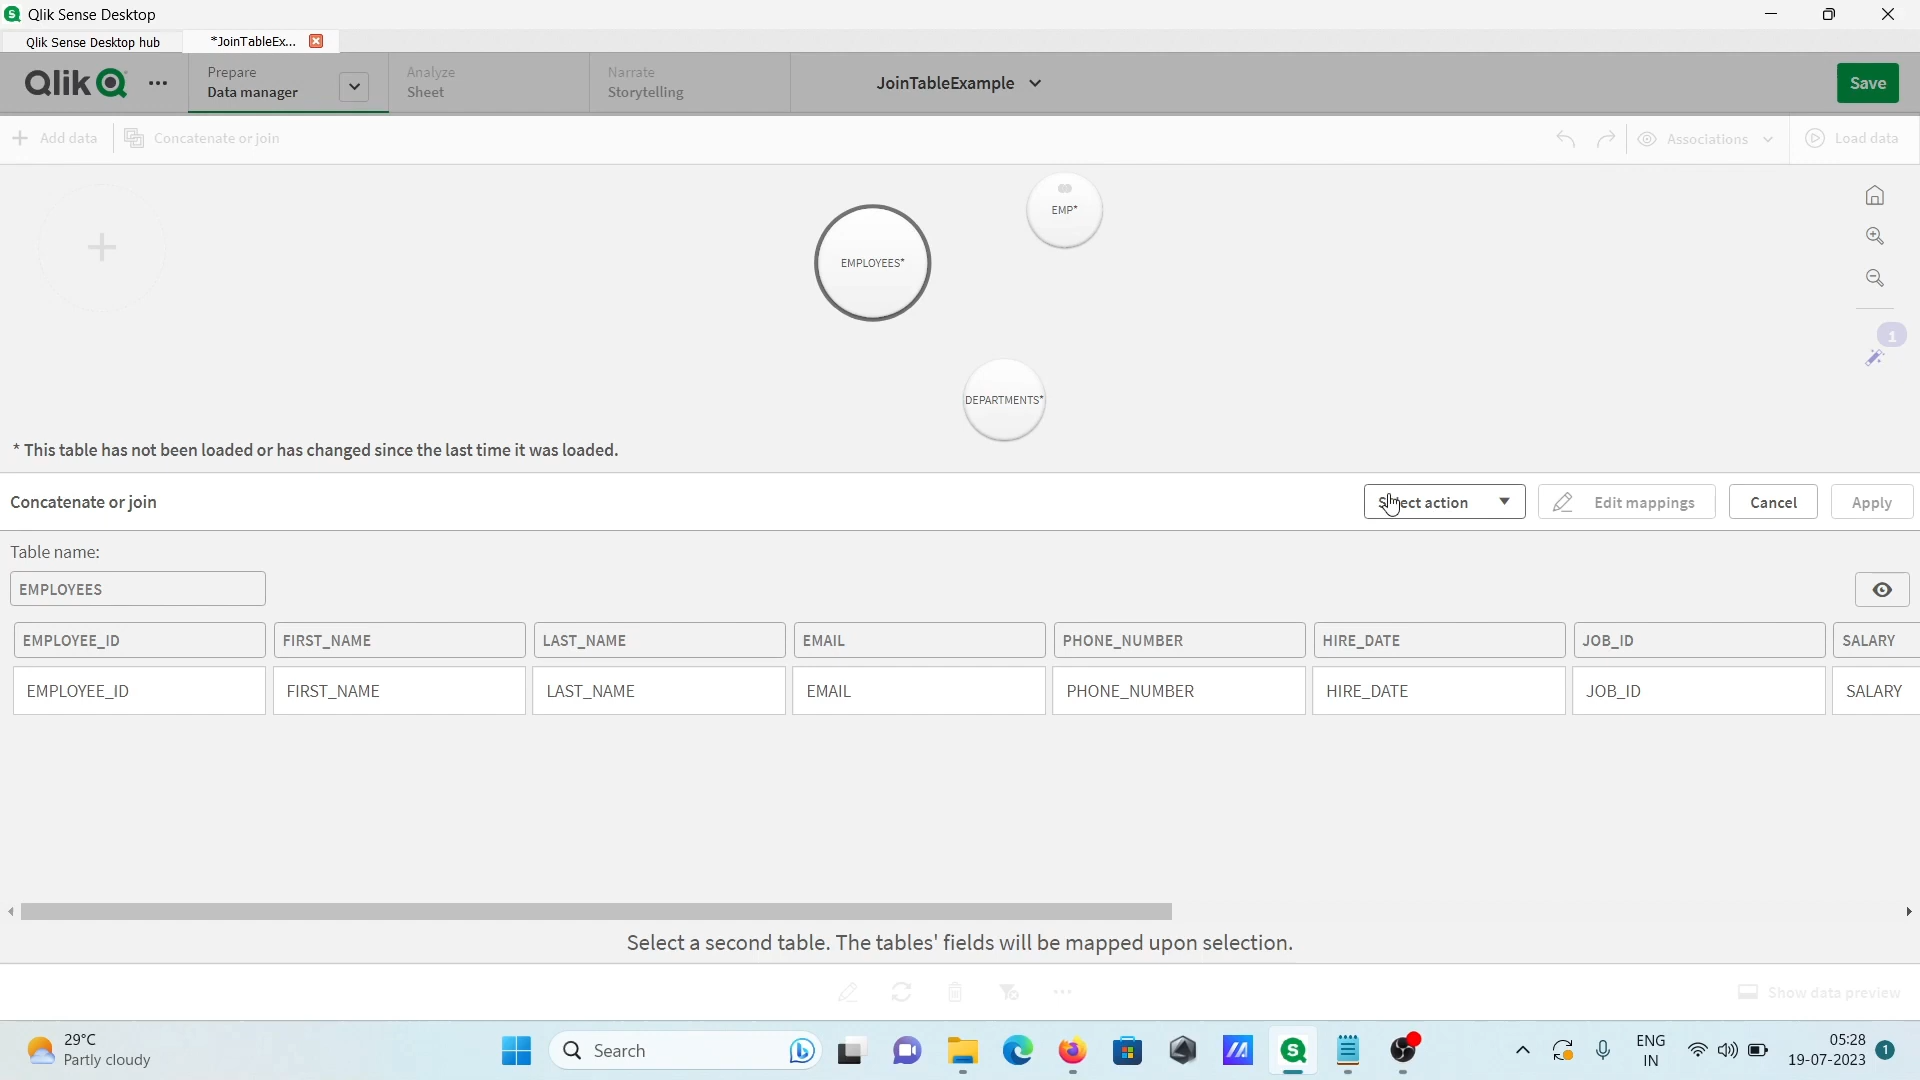 Qlik Sense Desktop
Qlik Sense Desktop hub
*JoinTableEx...
Qlik
Prepare
Data manager
Analyze
Sheet
Narrate
Storytelling
JoinTableExample
Save
Add data
Concatenate or join
Associations
Load data
EMP*
EMPLOYEES*
1
DEPARTMENTS*
* This table has not been loaded or has changed since the last time it was loaded.
Concatenate or join
Select action
Edit mappings
Cancel
Apply
Table name:
EMPLOYEES
EMPLOYEE_ID FIRST_NAME LAST_NAME EMAIL PHONE_NUMBER HIRE_DATE JOB_ID SALARY
EMPLOYEE_ID FIRST_NAME LAST_NAME EMAIL PHONE_NUMBER HIRE_DATE JOB_ID SALARY
Select a second table. The tables' fields will be mapped upon selection.
Show data preview
29°C
Partly cloudy
Search
ENG
IN
05:28
19-07-2023
1